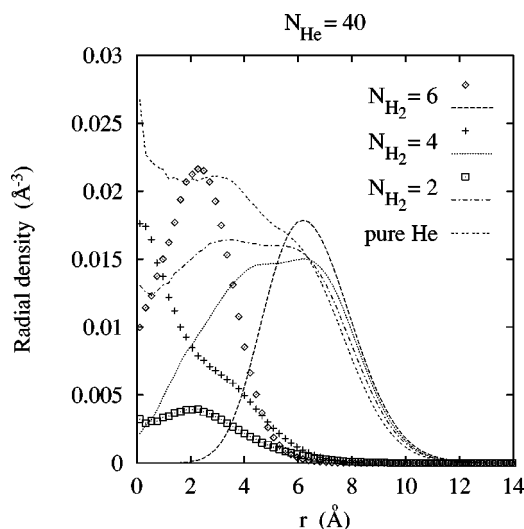 N_He = 40
Radial density (Å⁻³)
0.03
0.025
0.02
0.015
0.01
0.005
0
N_H₂ = 6
N_H₂ = 4
N_H₂ = 2
pure He
0 2 4 6 8 10 12 14
r (Å)